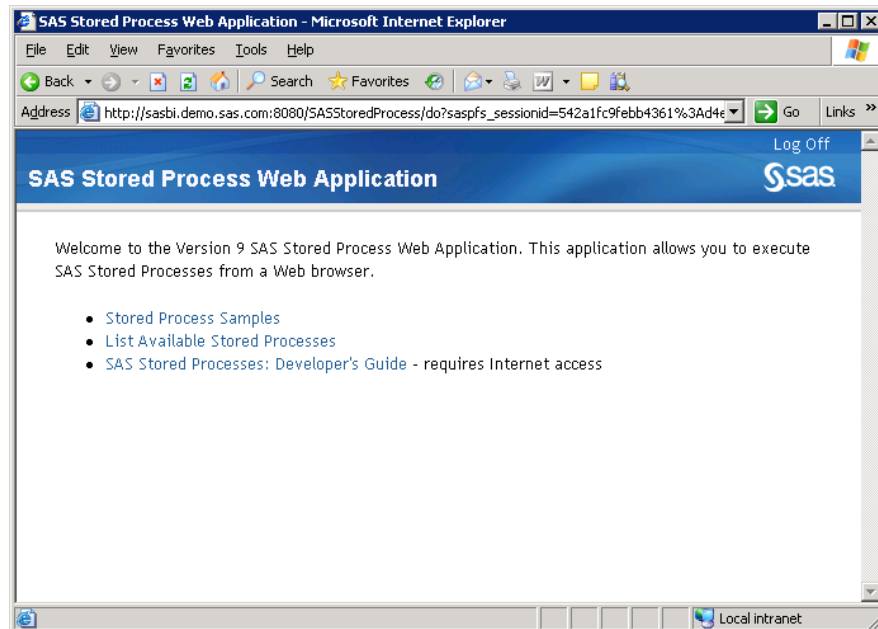 SAS Stored Process Web Application - Microsoft Internet Explorer
File Edit View Favorites Tools Help
Back Search Favorites
Address http://sasbi.demo.sas.com:8080/SASStoredProcess/do?saspfs_sessionid=542a1fc9febb4361%3Ad4e Go Links »
Log Off
SAS Stored Process Web Application
sas
Welcome to the Version 9 SAS Stored Process Web Application. This application allows you to execute
SAS Stored Processes from a Web browser.
• Stored Process Samples
• List Available Stored Processes
• SAS Stored Processes: Developer's Guide - requires Internet access
Local intranet